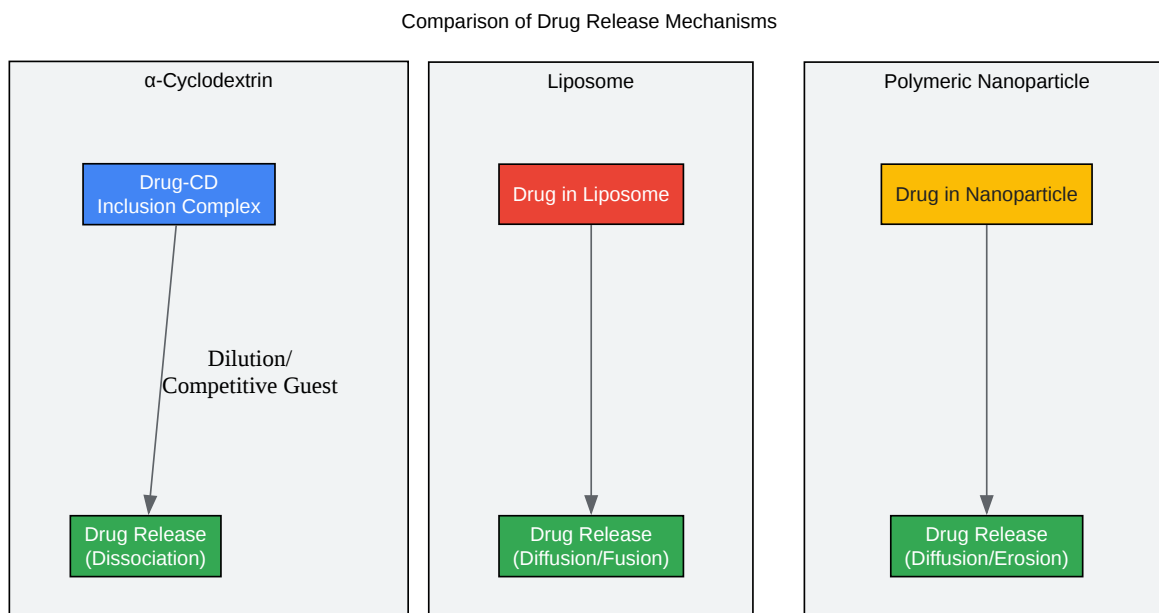 Comparison of Drug Release Mechanisms
α-Cyclodextrin
Drug-CD
Inclusion Complex
Dilution/
Competitive Guest
Drug Release
(Dissociation)
Liposome
Drug in Liposome
Drug Release
(Diffusion/Fusion)
Polymeric Nanoparticle
Drug in Nanoparticle
Drug Release
(Diffusion/Erosion)